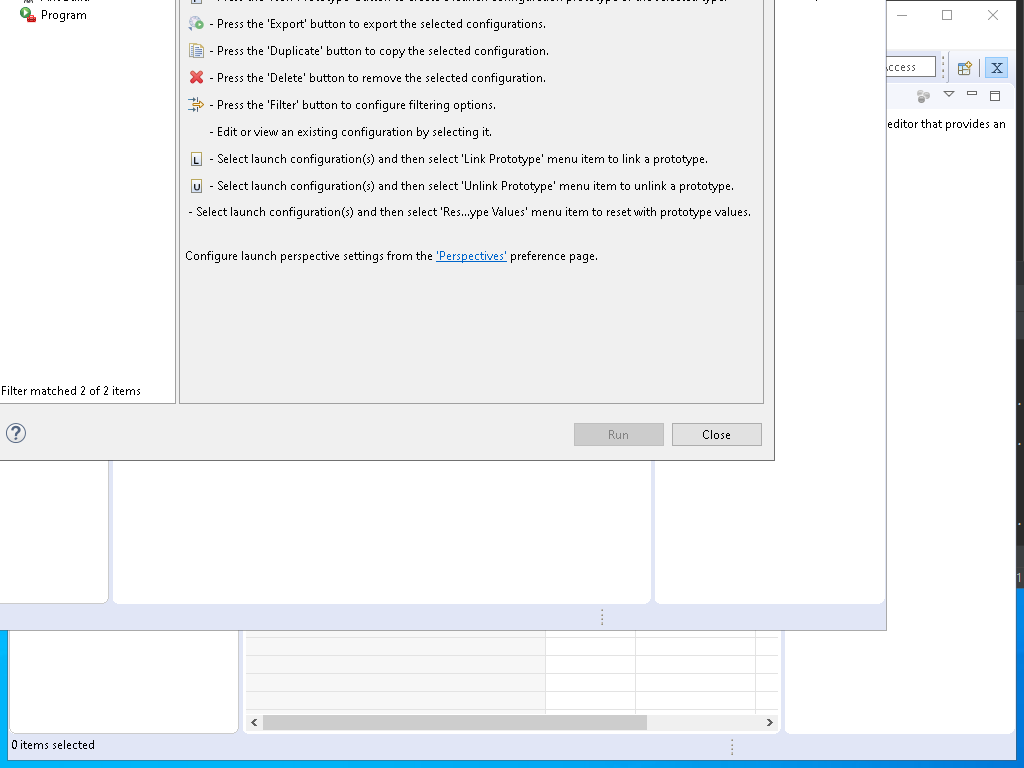 Program
- Press the 'Export' button to export the selected configurations.
- Press the 'Duplicate' button to copy the selected configuration.
Access
X
- Press the 'Delete' button to remove the selected configuration.
- Press the 'Filter' button to configure filtering options.
editor that provides an
- Edit or view an existing configuration by selecting it.
L - Select launch configuration(s) and then select 'Link Prototype' menu item to link a prototype.
U - Select launch configuration(s) and then select 'Unlink Prototype' menu item to unlink a prototype.
- Select launch configuration(s) and then select 'Res...ype Values' menu item to reset with prototype values.
Configure launch perspective settings from the 'Perspectives' preference page.
Filter matched 2 of 2 items
?
Run
Close
1
0 items selected